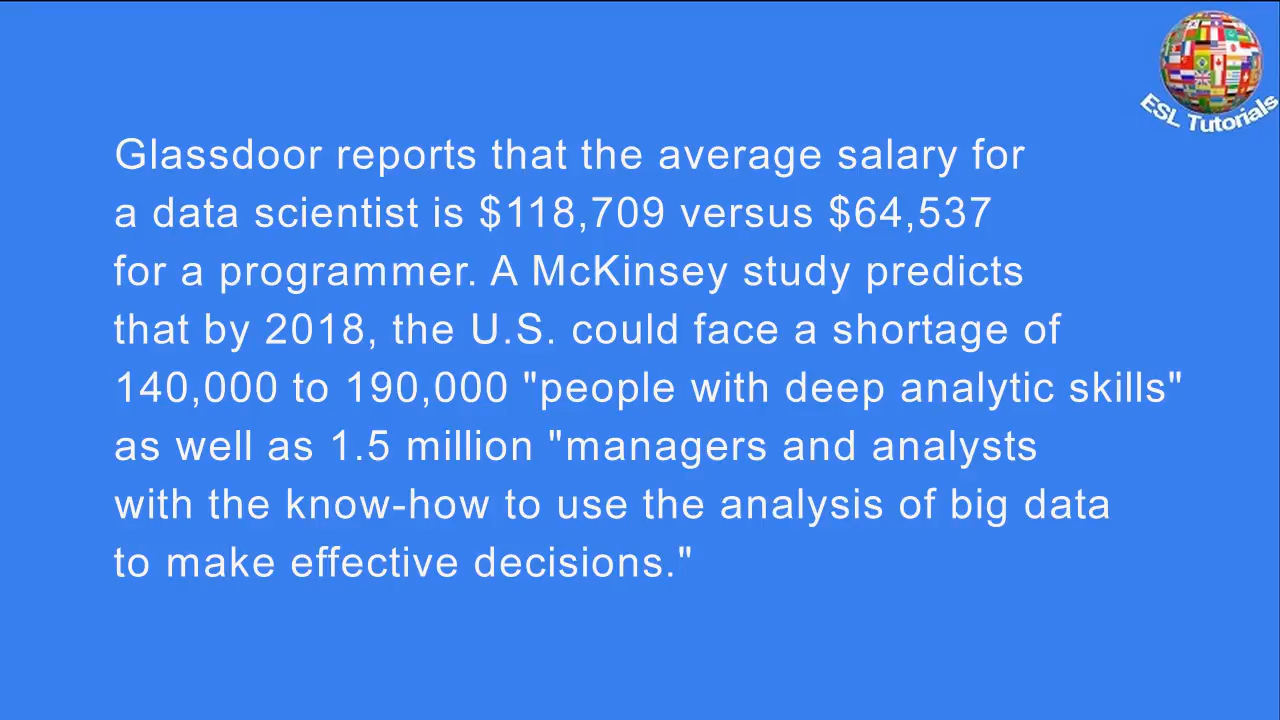 ESL Tutorials
Glassdoor reports that the average salary for
a data scientist is $118,709 versus $64,537
for a programmer. A McKinsey study predicts
that by 2018, the U.S. could face a shortage of
140,000 to 190,000 "people with deep analytic skills"
as well as 1.5 million "managers and analysts
with the know-how to use the analysis of big data
to make effective decisions."